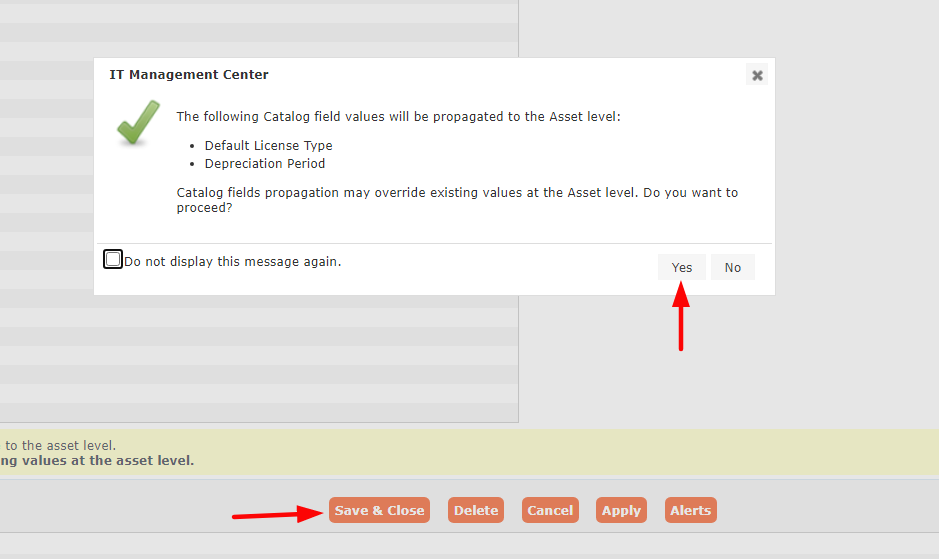 IT Management Center
The following Catalog field values will be propagated to the Asset level:
Default License Type
Depreciation Period
Catalog fields propagation may override existing values at the Asset level. Do you want to
proceed?
Do not display this message again.
Yes No
to the asset level.
ng values at the asset level.
Save & Close Delete Cancel Apply Alerts